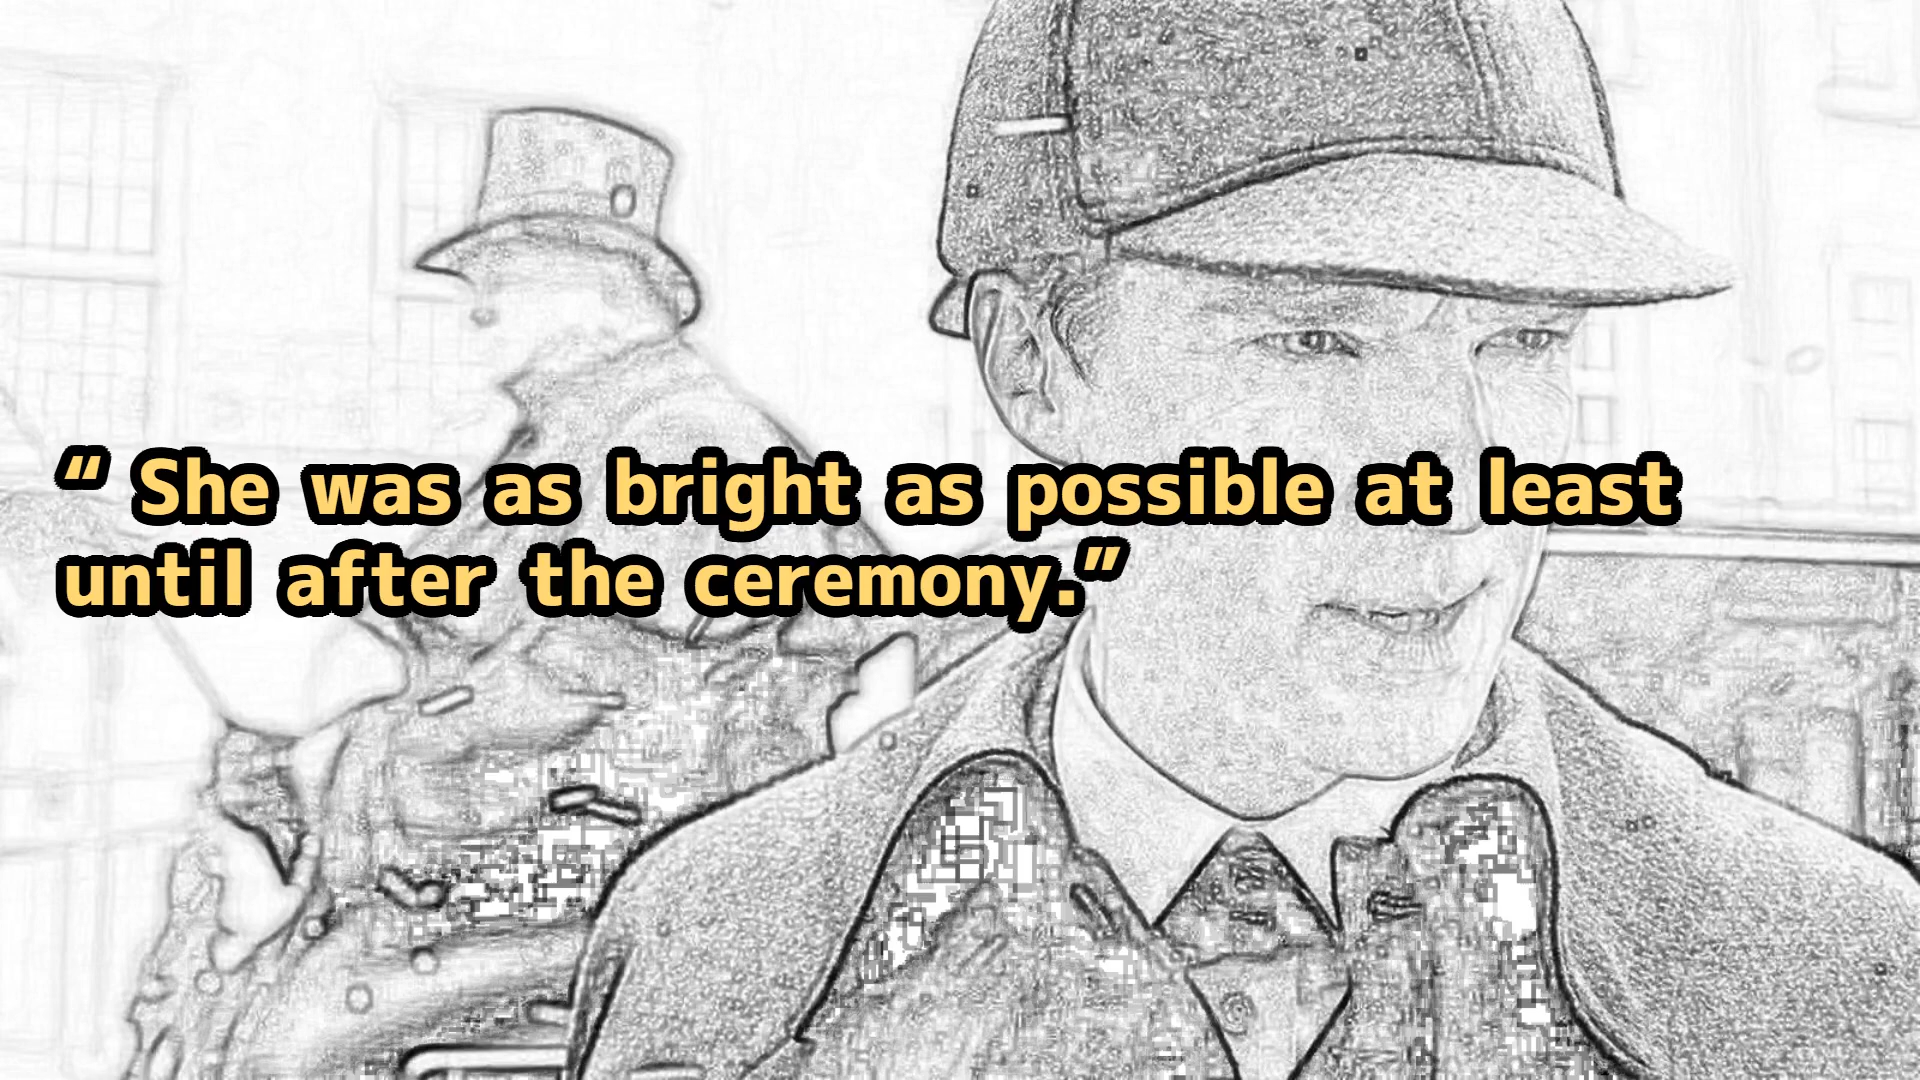 “ She was as bright as possible at least
until after the ceremony.”